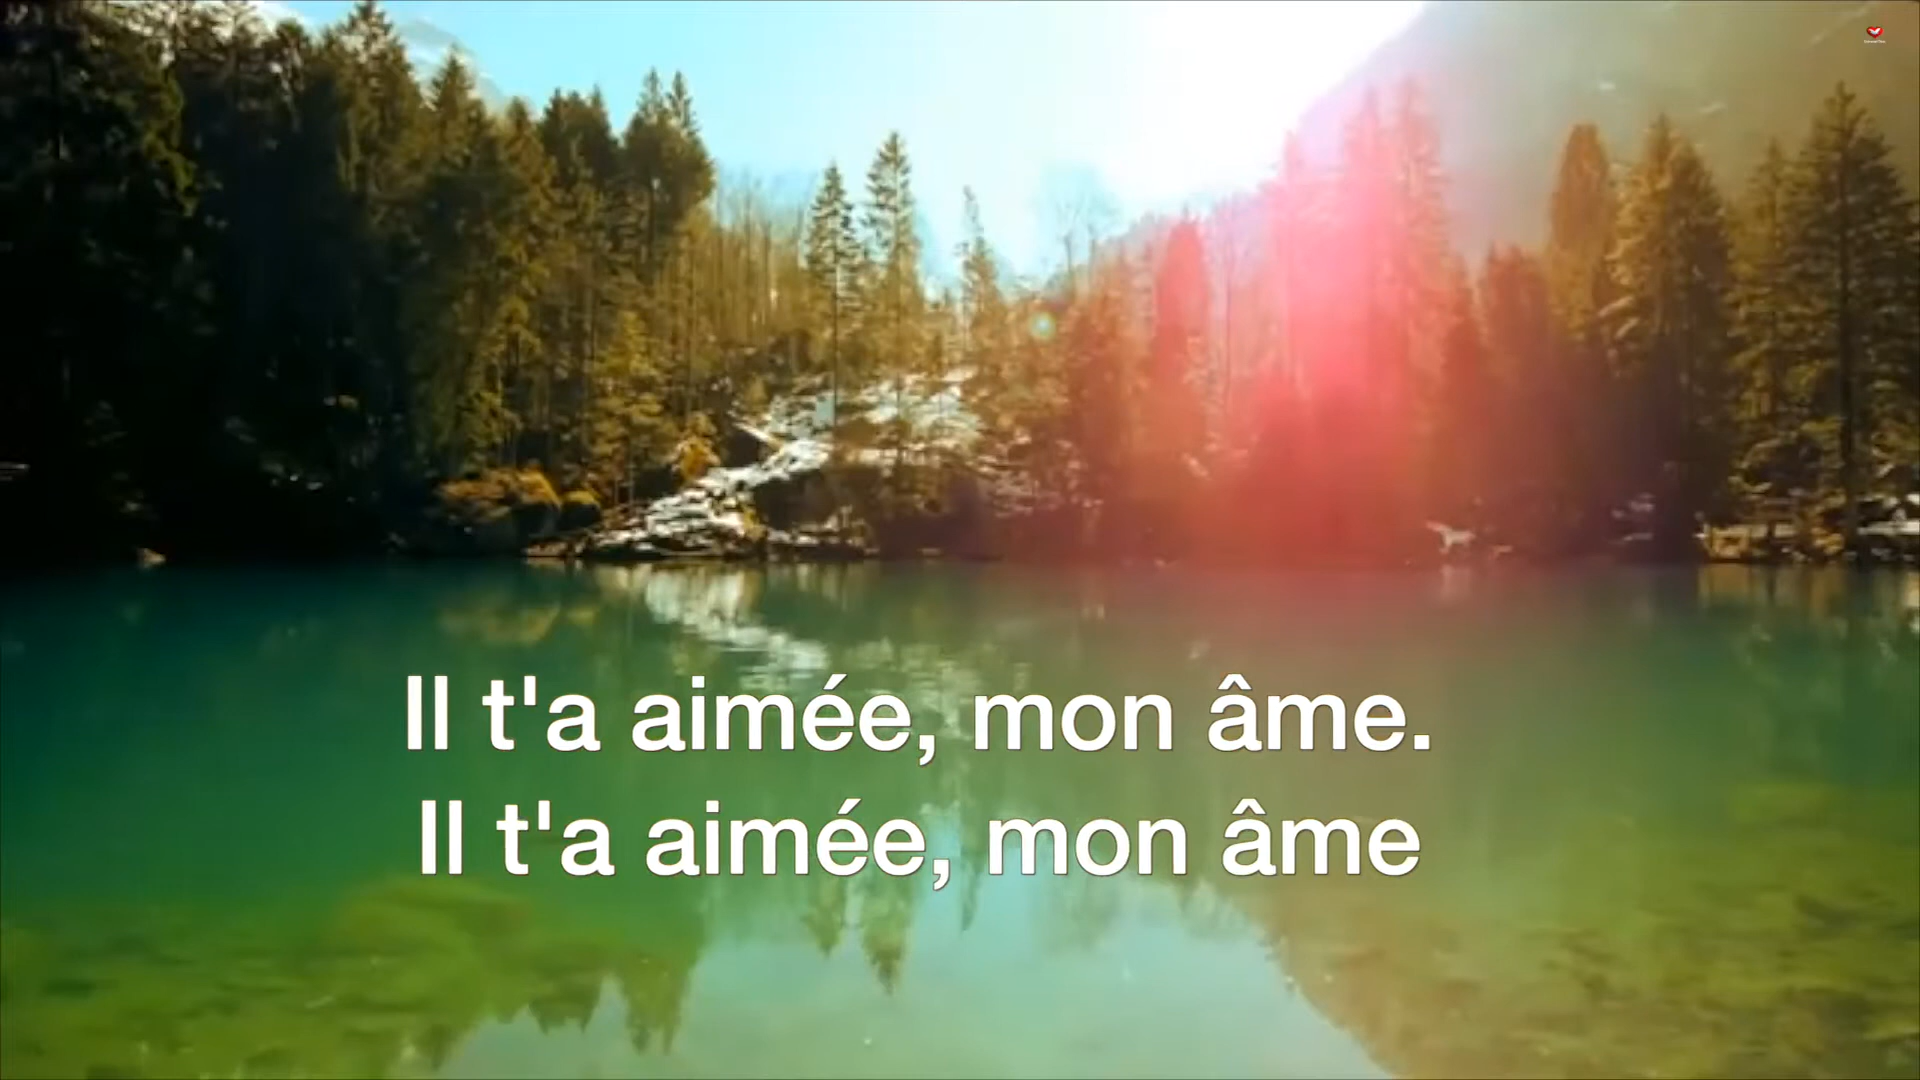 Il t'a aimée, mon âme.
Il t'a aimée, mon âme